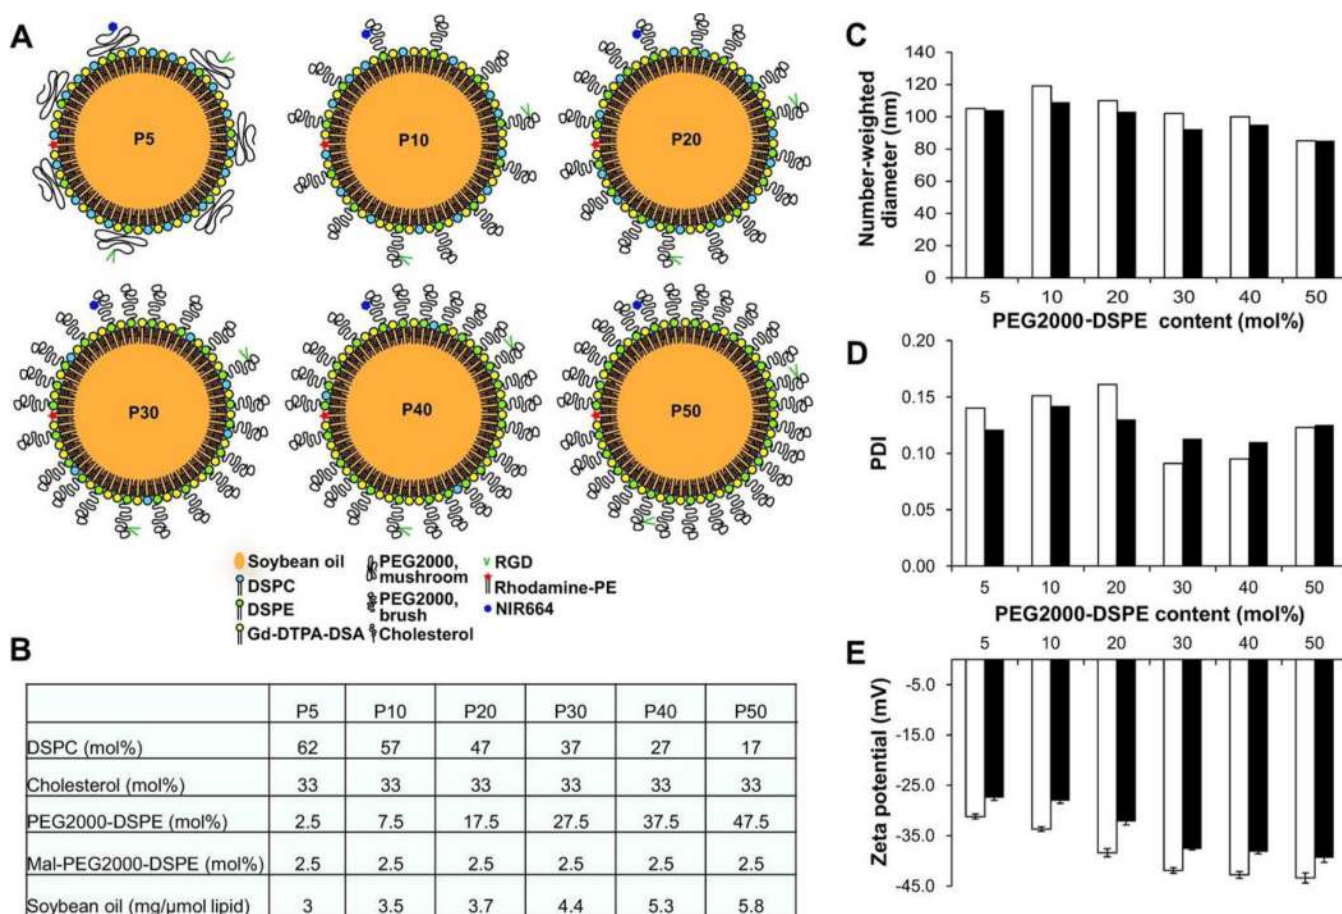 A
P5
P10
P20
P30
P40
P50
Soybean oil
DSPC
DSPE
Gd-DTPA-DSA
PEG2000,
mushroom
PEG2000,
brush
Cholesterol
RGD
Rhodamine-PE
NIR664
B
P5 P10 P20 P30 P40 P50
DSPC (mol%) 62 57 47 37 27 17
Cholesterol (mol%) 33 33 33 33 33 33
PEG2000-DSPE (mol%) 2.5 7.5 17.5 27.5 37.5 47.5
Mal-PEG2000-DSPE (mol%) 2.5 2.5 2.5 2.5 2.5 2.5
Soybean oil (mg/µmol lipid) 3 3.5 3.7 4.4 5.3 5.8
C
Number-weighted
diameter (nm)
140
120
100
80
60
40
20
0
5 10 20 30 40 50
PEG2000-DSPE content (mol%)
D
PDI
0.20
0.15
0.10
0.05
0.00
5 10 20 30 40 50
PEG2000-DSPE content (mol%)
E
5 10 20 30 40 50
Zeta potential (mV)
-5.0
-15.0
-25.0
-35.0
-45.0